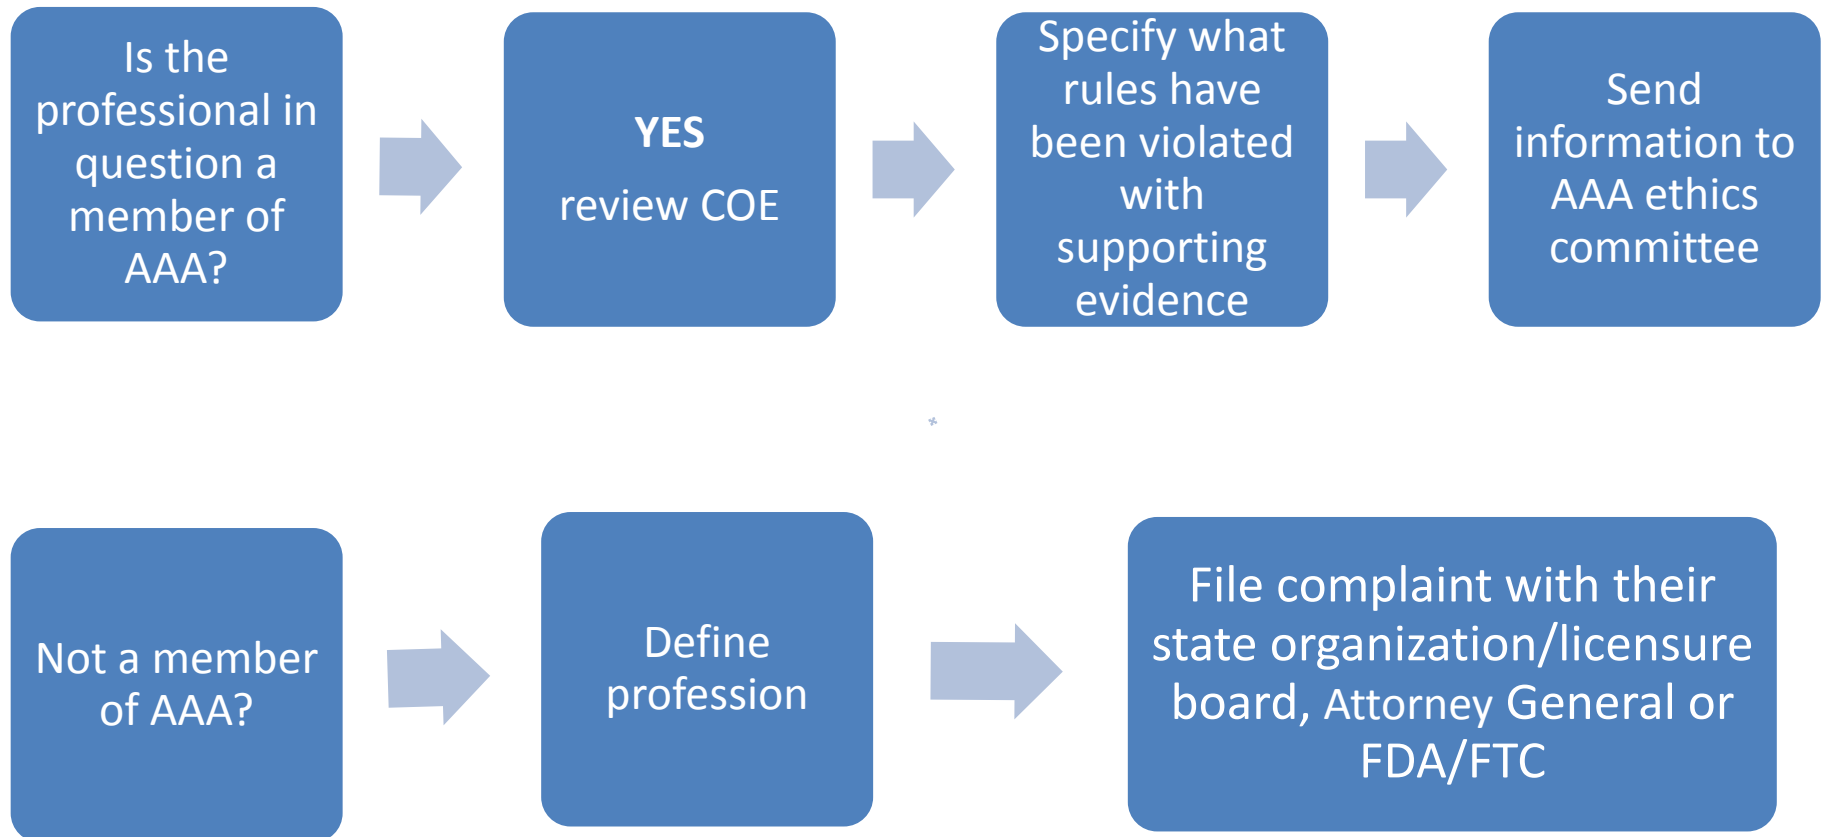 Is the
professional in
question a
member of
AAA?
YES
review COE
Specify what
rules have
been violated
with
supporting
evidence
Send
information to
AAA ethics
committee
Not a member
of AAA?
Define
profession
File complaint with their
state organization/licensure
board, Attorney General or
FDA/FTC